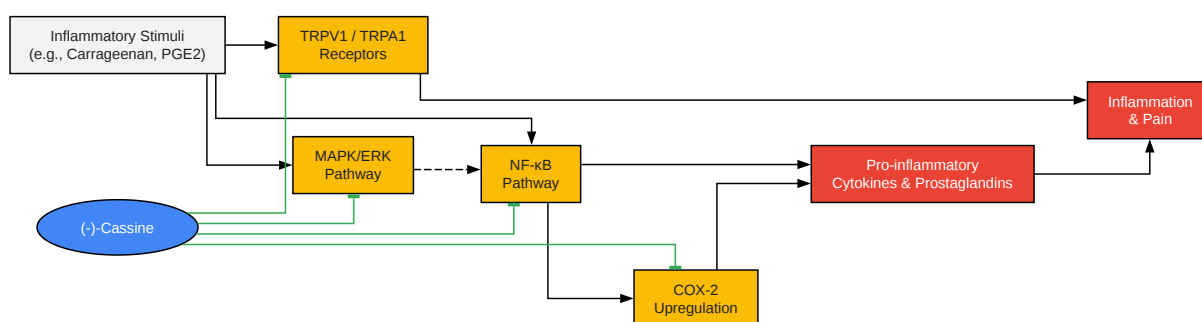 Inflammatory Stimuli
(e.g., Carrageenan, PGE2)
TRPV1 / TRPA1
Receptors
Inflammation
& Pain
MAPK/ERK
Pathway
NF-κB
Pathway
Pro-inflammatory
Cytokines & Prostaglandins
(-)-Cassine
COX-2
Upregulation